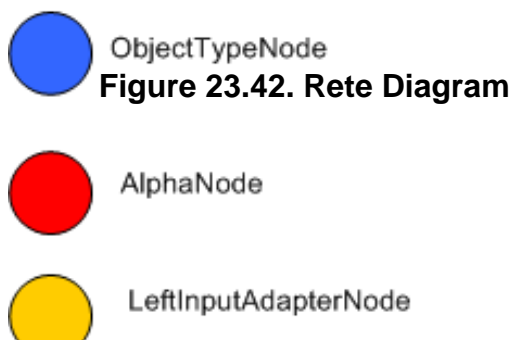 ObjectTypeNode
Figure 23.42. Rete Diagram
AlphaNode
LeftInputAdapterNode